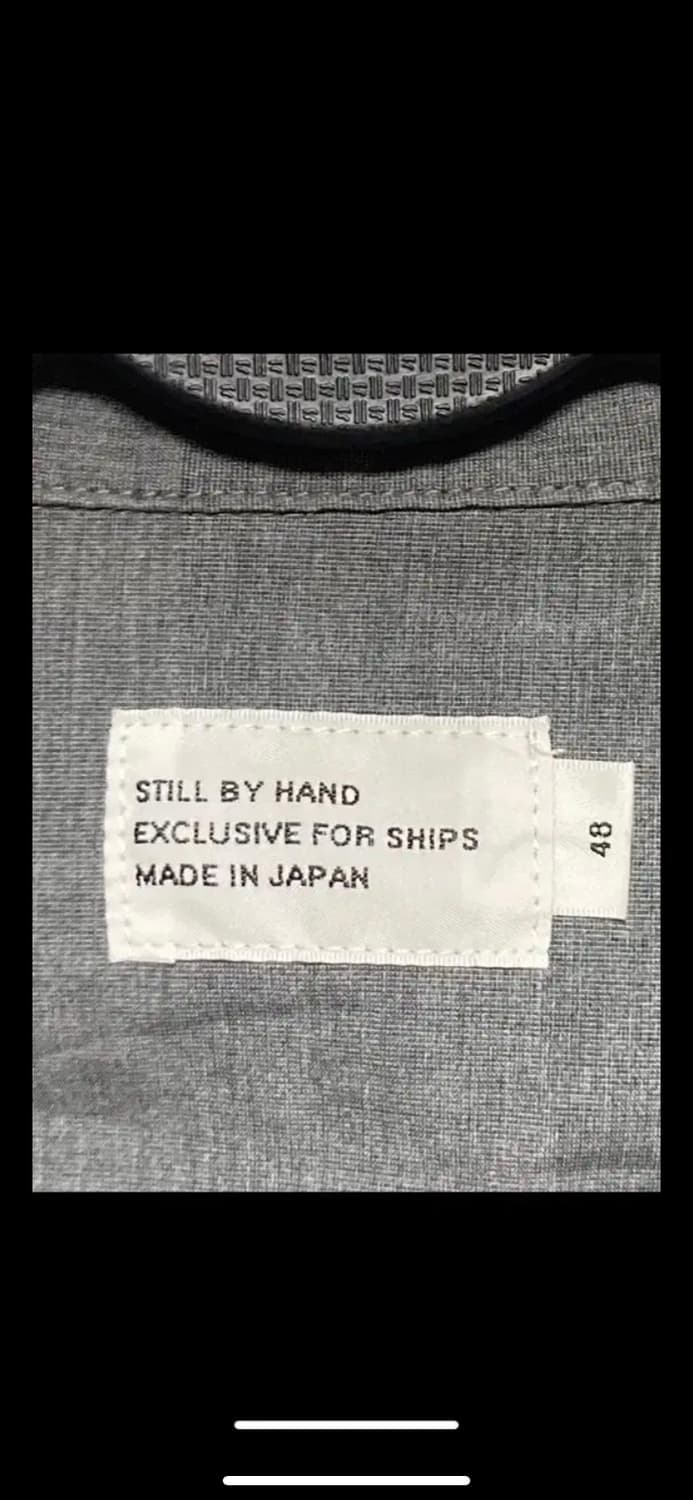 STILL BY HAND
EXCLUSIVE FOR SHIPS
MADE IN JAPAN
48